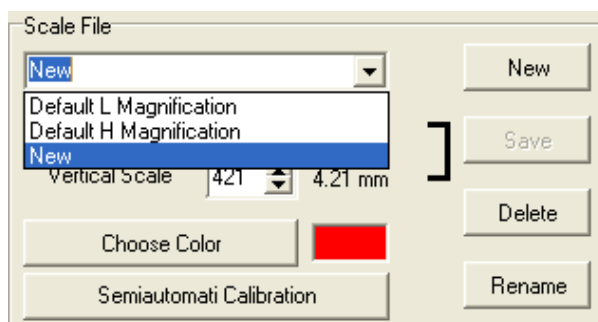 Scale File
New
New
Default L Magnification
Default H Magnification
New
Save
Vertical Scale 421 4.21 mm
Delete
Choose Color
Semiautomati Calibration
Rename